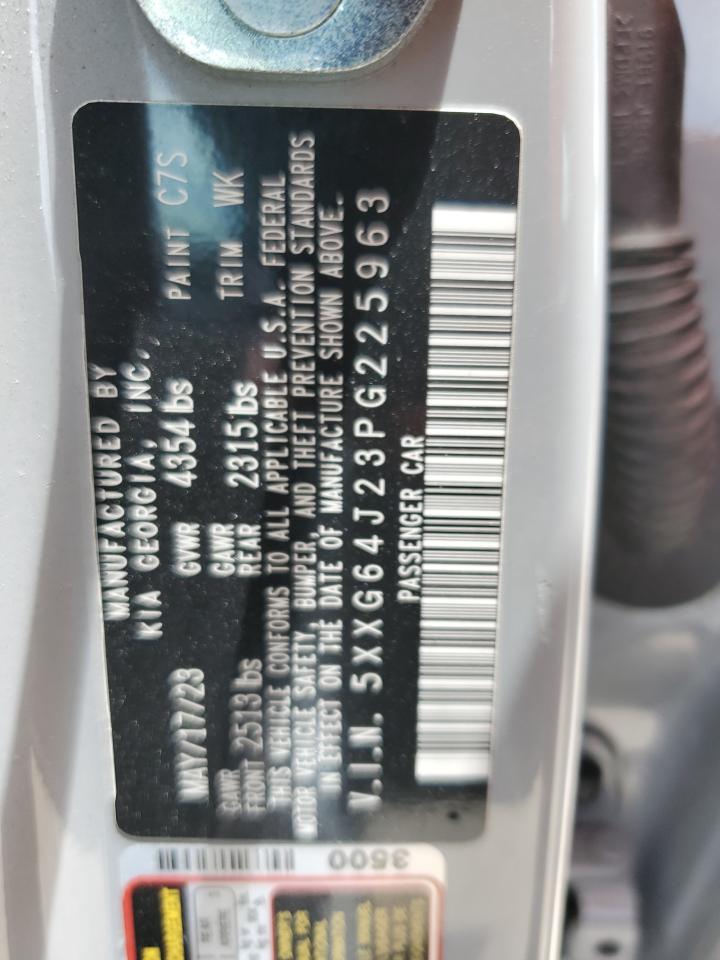 MANUFACTURED BY
KIA GEORGIA, INC.,
MAY/17/23 GVWR 4354lbs PAINT C7S
GAWR FRONT 2513lbs GAWR REAR. 2315lbs TRIM WK
THIS VEHICLE CONFORMS TO ALL APPLICABLE U.S.A. FEDERAL
MOTOR VEHICLE SAFETY, BUMPER, AND THEFT PREVENTION STANDARDS
IN EFFECT ON THE DATE OF MANUFACTURE SHOWN ABOVE.
V.I.N. 5XXG64J23PG225963
PASSENGER CAR
3500